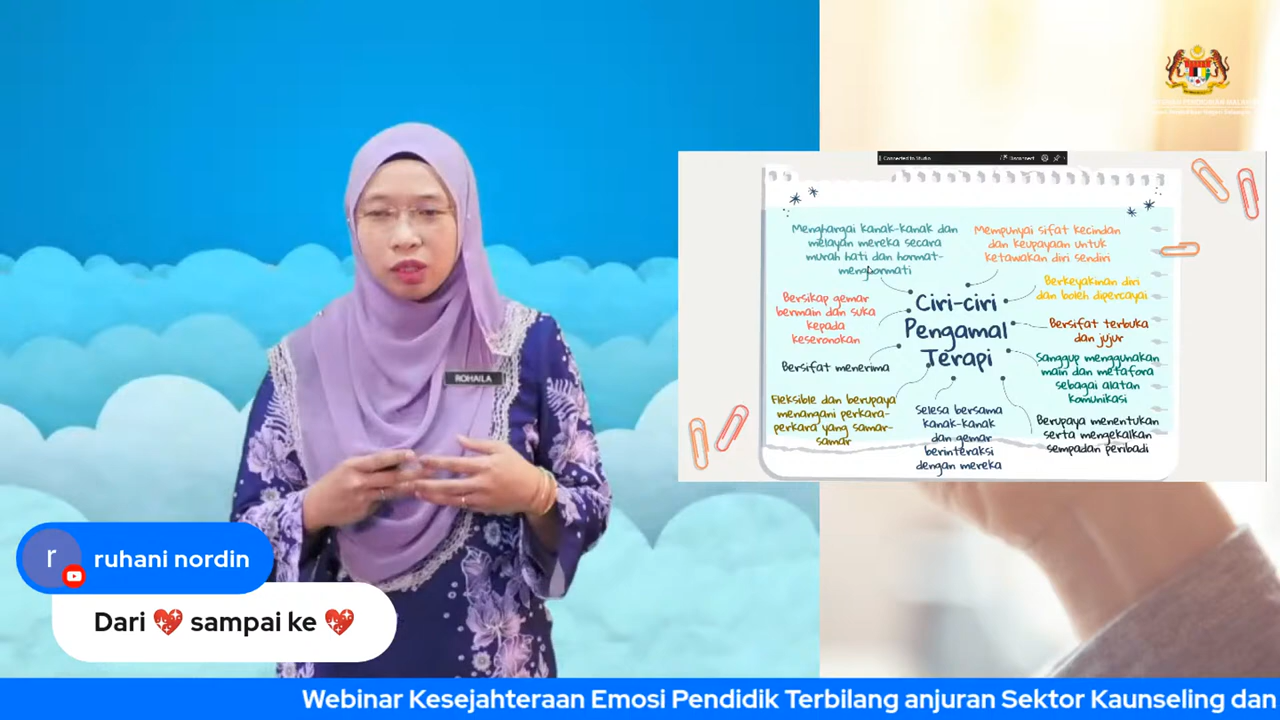 Connected to Studio
Disconnect
Menghargai kanak-kanak dan
melayan mereka secara
murah hati dan hormat-
menghormati
Mempunyai sifat kecindan
dan keupayaan untuk
ketawakan diri sendiri
Berkeyakinan diri
dan boleh dipercayai
Bersikap gemar
bermain dan suka
kepada
keseronokan
Ciri-ciri
Pengamal
Terapi
Bersifat terbuka
dan jujur
Bersifat menerima
Sanggup menggunakan
main dan metafora
sebagai alatan
komunikasi
Fleksible dan berupaya
menangani perkara-
perkara yang samar-
samar
Selesa bersama
kanak-kanak
dan gemar
berinteraksi
dengan mereka
Berupaya menentukan
serta mengekalkan
sempadan peribadi
ROHAILA
r
ruhani nordin
Dari 💖 sampai ke 💖
Webinar Kesejahteraan Emosi Pendidik Terbilang anjuran Sektor Kaunseling dan